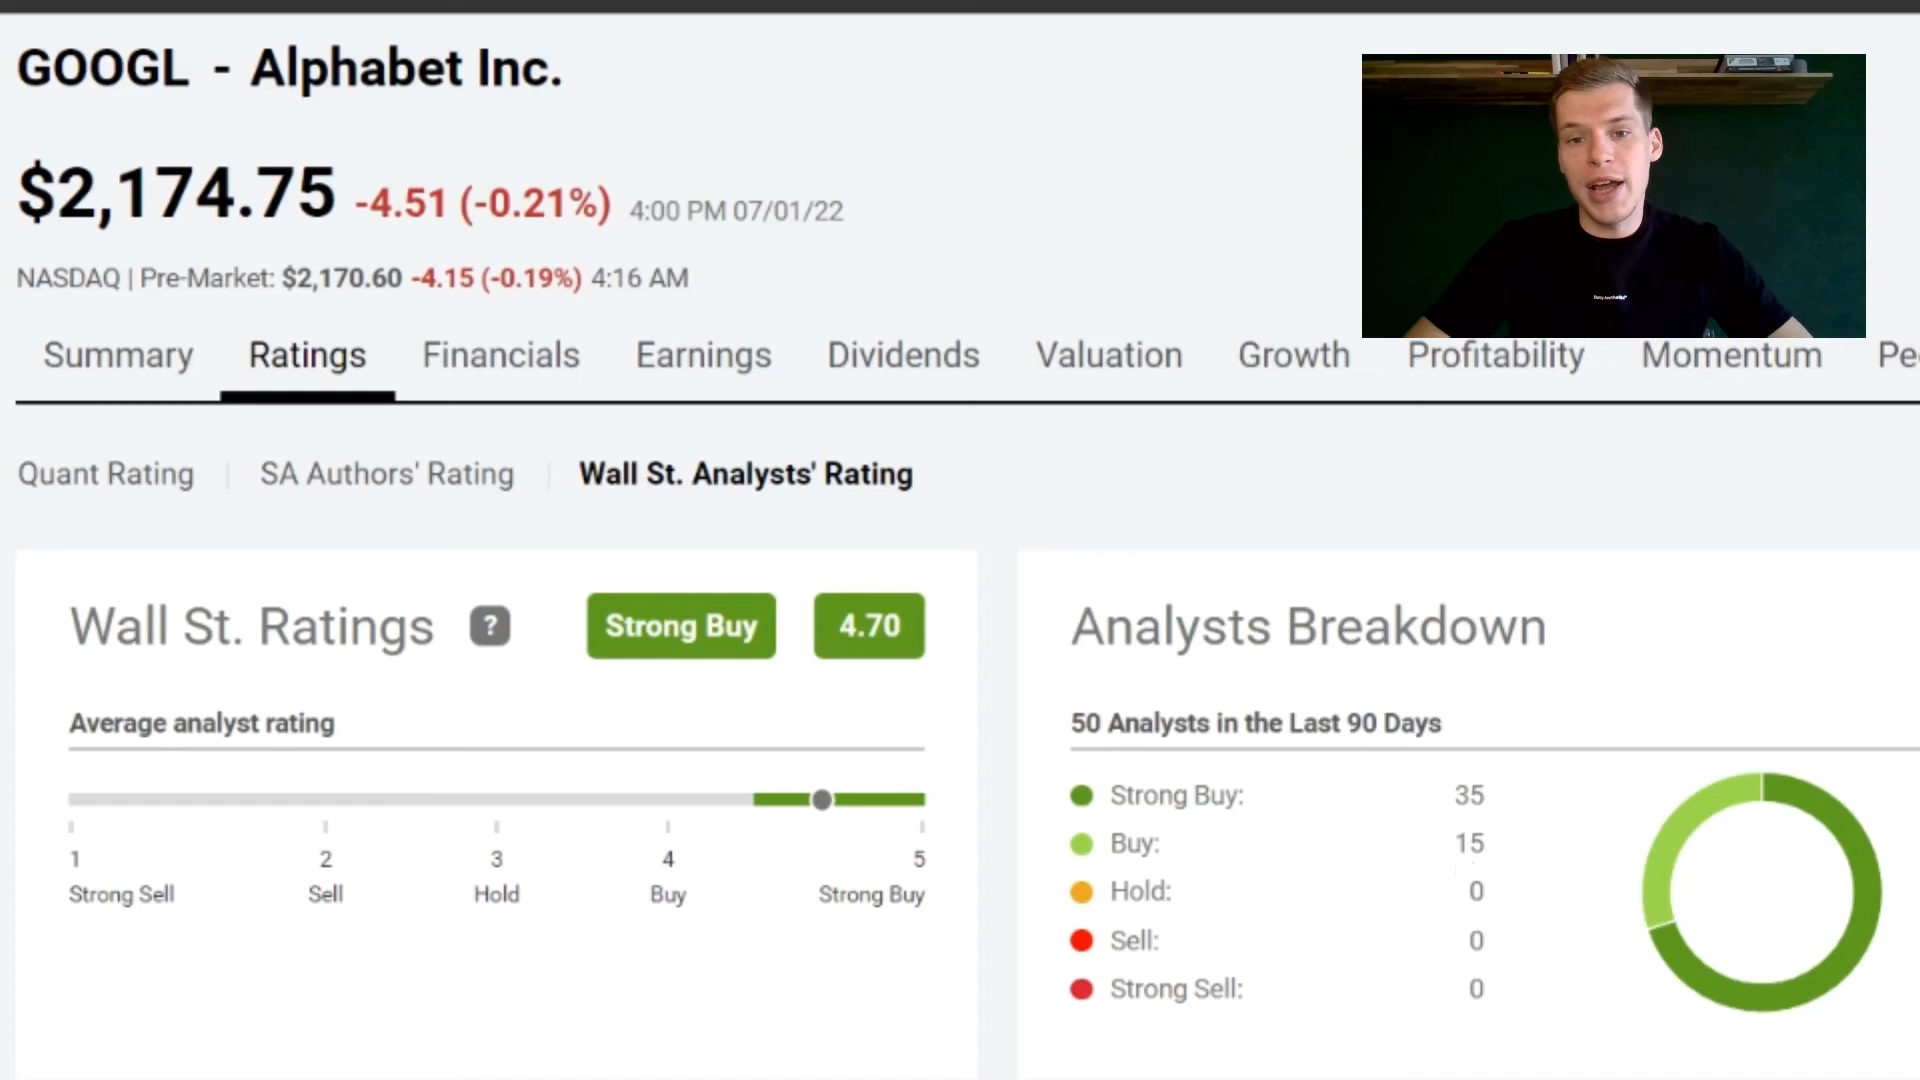 GOOGL - Alphabet Inc.
$2,174.75 -4.51 (-0.21%) 4:00 PM 07/01/22
NASDAQ | Pre-Market: $2,170.60 -4.15 (-0.19%) 4:16 AM
Summary Ratings Financials Earnings Dividends Valuation Growth Profitability Momentum Pe
Quant Rating | SA Authors' Rating | Wall St. Analysts' Rating
Wall St. Ratings ? Strong Buy 4.70
Average analyst rating
1 2 3 4 5
Strong Sell Sell Hold Buy Strong Buy
Analysts Breakdown
50 Analysts in the Last 90 Days
Strong Buy: 35
Buy: 15
Hold: 0
Sell: 0
Strong Sell: 0